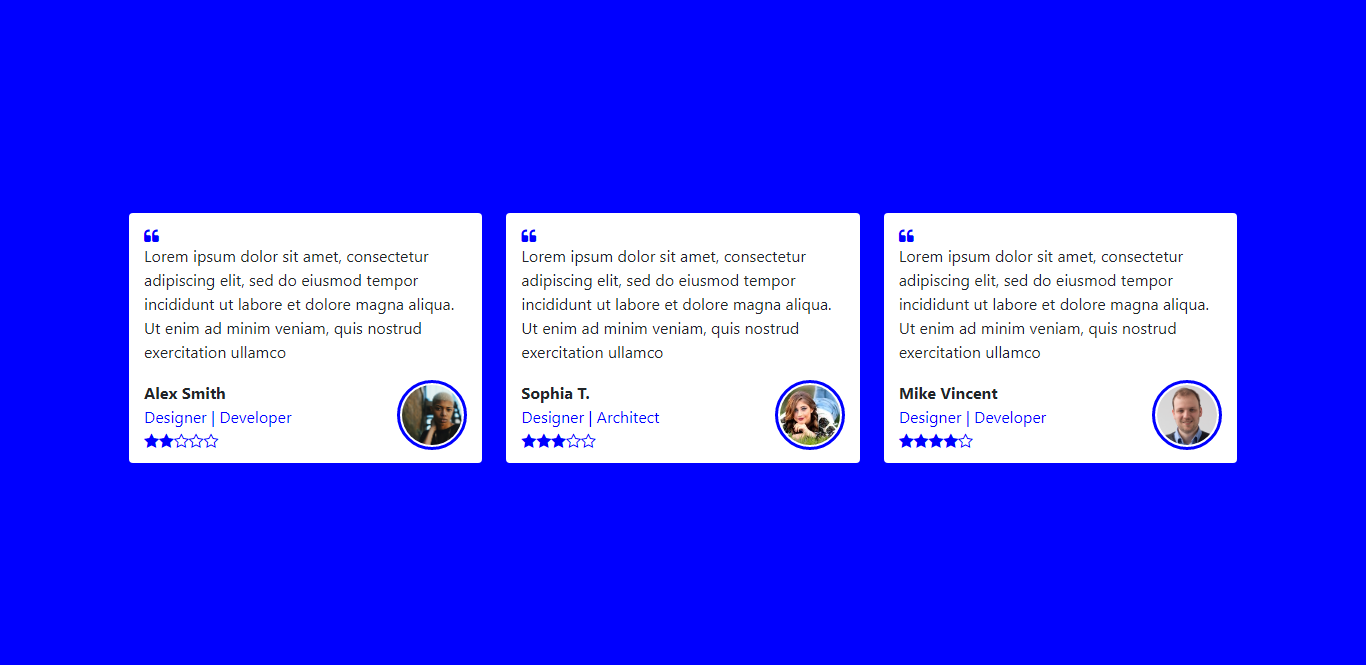 ❝
Lorem ipsum dolor sit amet, consectetur
adipiscing elit, sed do eiusmod tempor
incididunt ut labore et dolore magna aliqua.
Ut enim ad minim veniam, quis nostrud
exercitation ullamco
Alex Smith
Designer | Developer
★★☆☆☆
❝
Lorem ipsum dolor sit amet, consectetur
adipiscing elit, sed do eiusmod tempor
incididunt ut labore et dolore magna aliqua.
Ut enim ad minim veniam, quis nostrud
exercitation ullamco
Sophia T.
Designer | Architect
★★★☆☆
❝
Lorem ipsum dolor sit amet, consectetur
adipiscing elit, sed do eiusmod tempor
incididunt ut labore et dolore magna aliqua.
Ut enim ad minim veniam, quis nostrud
exercitation ullamco
Mike Vincent
Designer | Developer
★★★★☆